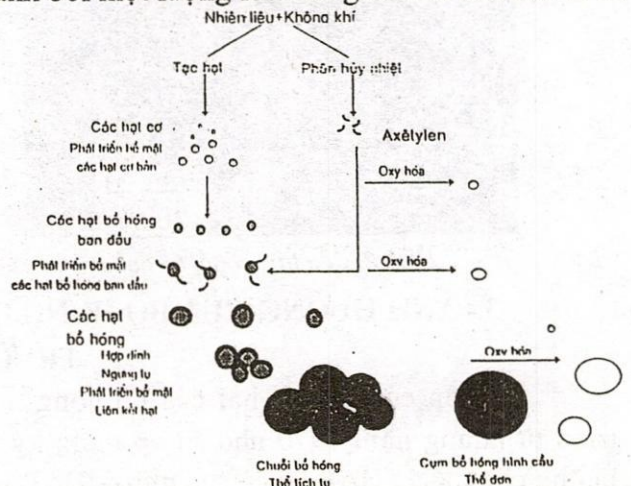 Nhiên liệu+Không khí
Tạc hạt
Phân hủy nhiệt
Các hạt cơ
Phát triển bề mặt
các hạt cơ bản
Axêlylen
Oxy hóa
Các hạt bồ hóng
ban đầu
Phát triển bề mặt
các hạt bồ hóng ban đầu
Oxy hóa
Các hạt
bồ hóng
Hợp dính
Ngưng tụ
Phát triển bề mặt
Liên kết hạt
Oxy hóa
Chuỗi bồ hóng
Thể tích tụ
Cụm bồ hóng hình cầu
Thể đơn